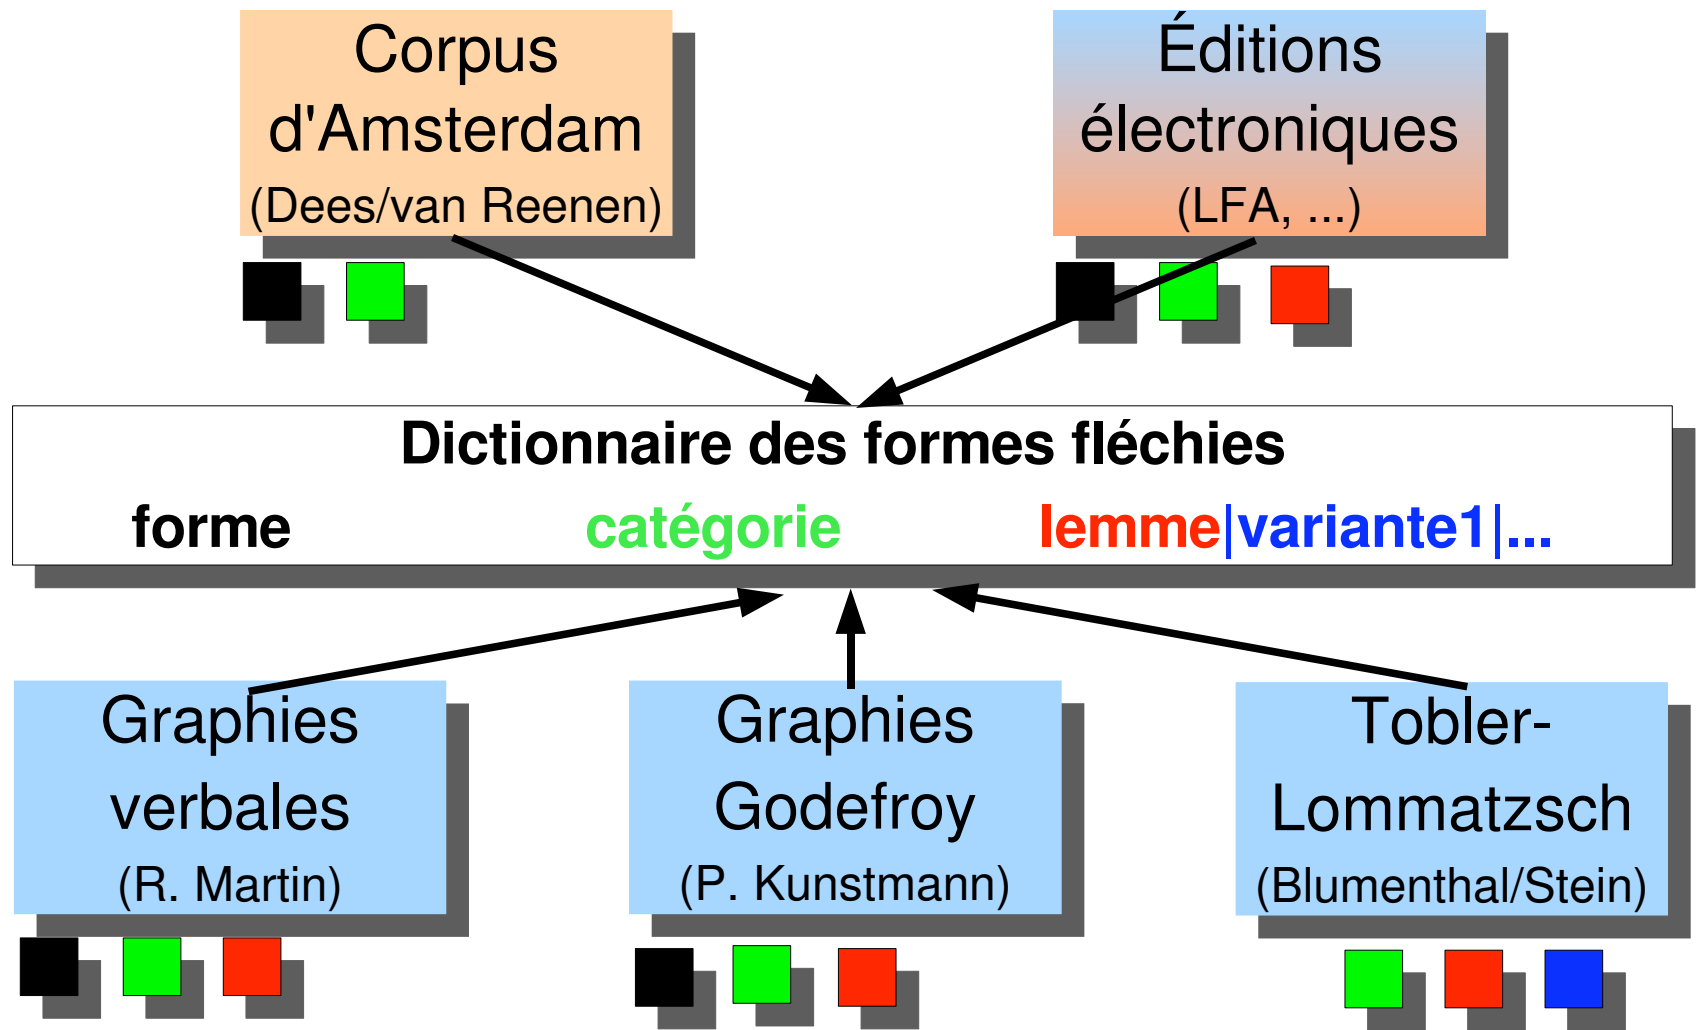 Corpus
d'Amsterdam
(Dees/van Reenen)
Éditions
électroniques
(LFA, ...)
Dictionnaire des formes fléchies
forme catégorie lemme|variante1|...
Graphies
verbales
(R. Martin)
Graphies
Godefroy
(P. Kunstmann)
Tobler-
Lommatzsch
(Blumenthal/Stein)